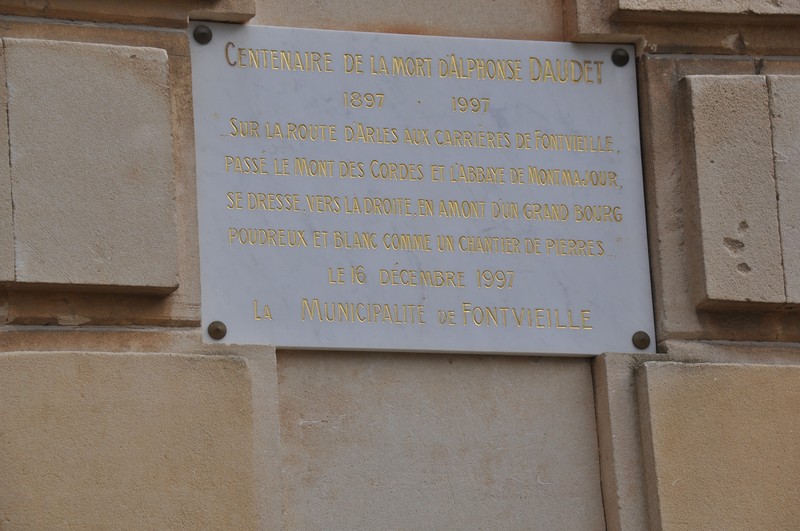 CENTENAIRE DE LA MORT D'ALPHONSE DAUDET
1897 . 1997
...SUR LA ROUTE D'ARLES AUX CARRIÈRES DE FONTVIEILLE,
PASSÉ LE MONT DES CORDES ET L'ABBAYE DE MONTMAJOUR,
SE DRESSE, VERS LA DROITE, EN AMONT D'UN GRAND BOURG
POUDREUX ET BLANC COMME UN CHANTIER DE PIERRES..."
LE 16 DÉCEMBRE 1997
LA MUNICIPALITÉ DE FONTVIEILLE